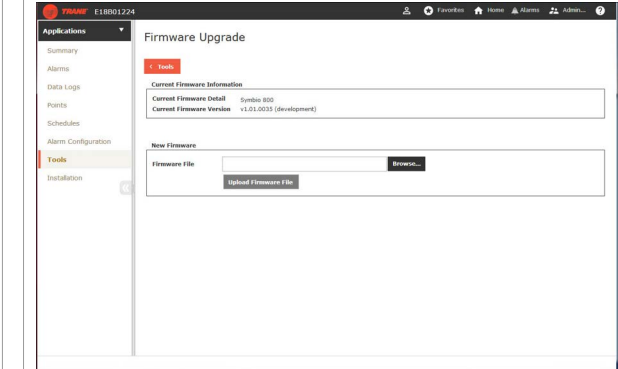 TRANE E18B01224 Favorites Home Alarms Admin... ?
Applications
Summary
Alarms
Data Logs
Points
Schedules
Alarm Configuration
Tools
Installation
Firmware Upgrade
Tools
Current Firmware Information
Current Firmware Detail Symbio 800
Current Firmware Version v1.01.0035 (development)
New Firmware
Firmware File Browse...
Upload Firmware File